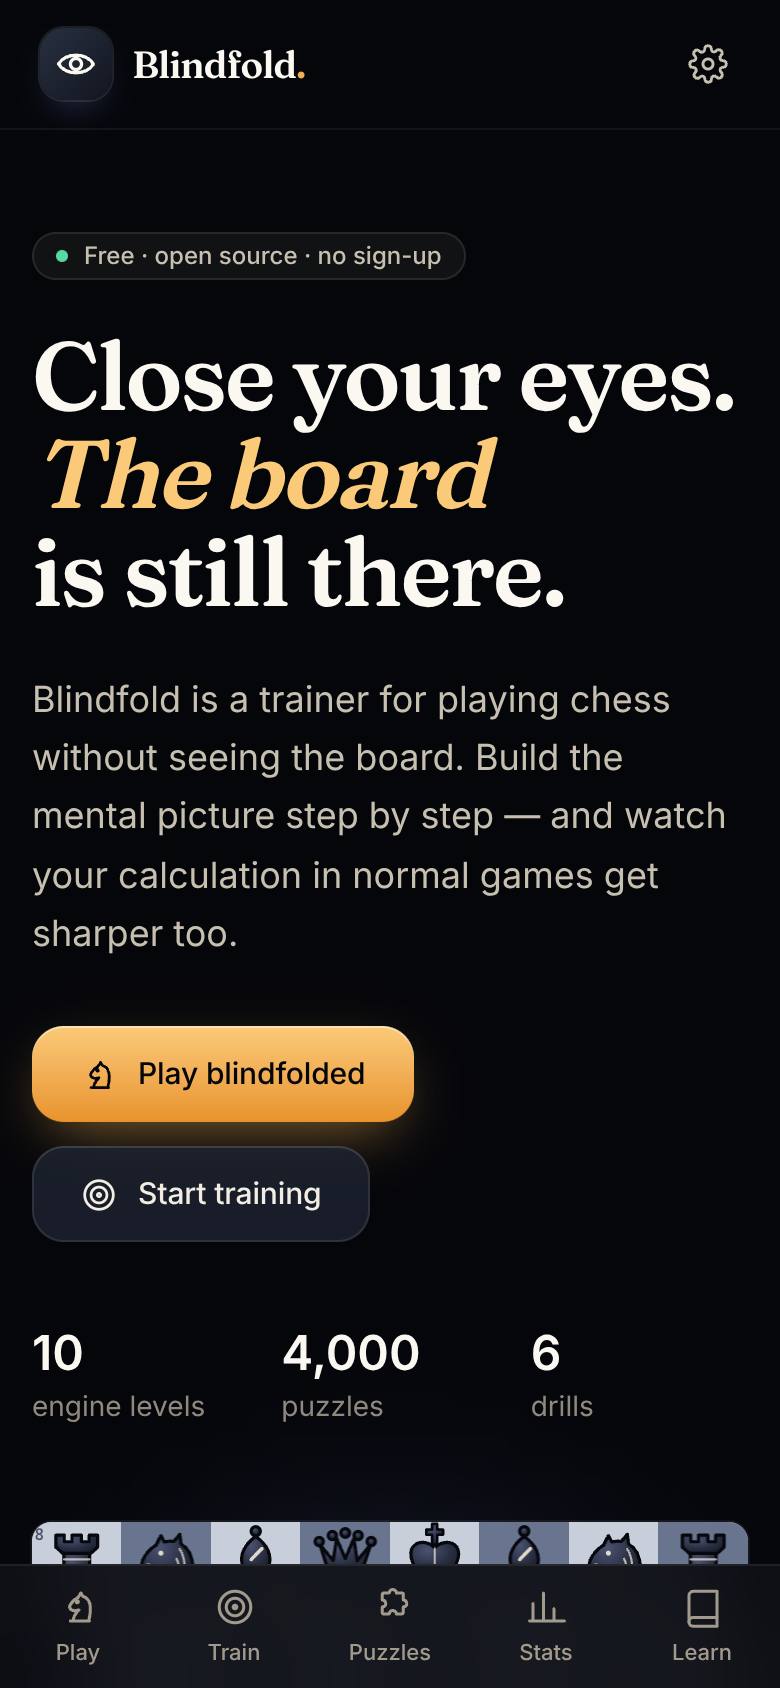 Blindfold.
Free · open source · no sign-up
Close your eyes.
The board
is still there.
Blindfold is a trainer for playing chess
without seeing the board. Build the
mental picture step by step — and watch
your calculation in normal games get
sharper too.
Play blindfolded
Start training
10 4,000 6
engine levels puzzles drills
8
Play Train Puzzles Stats Learn